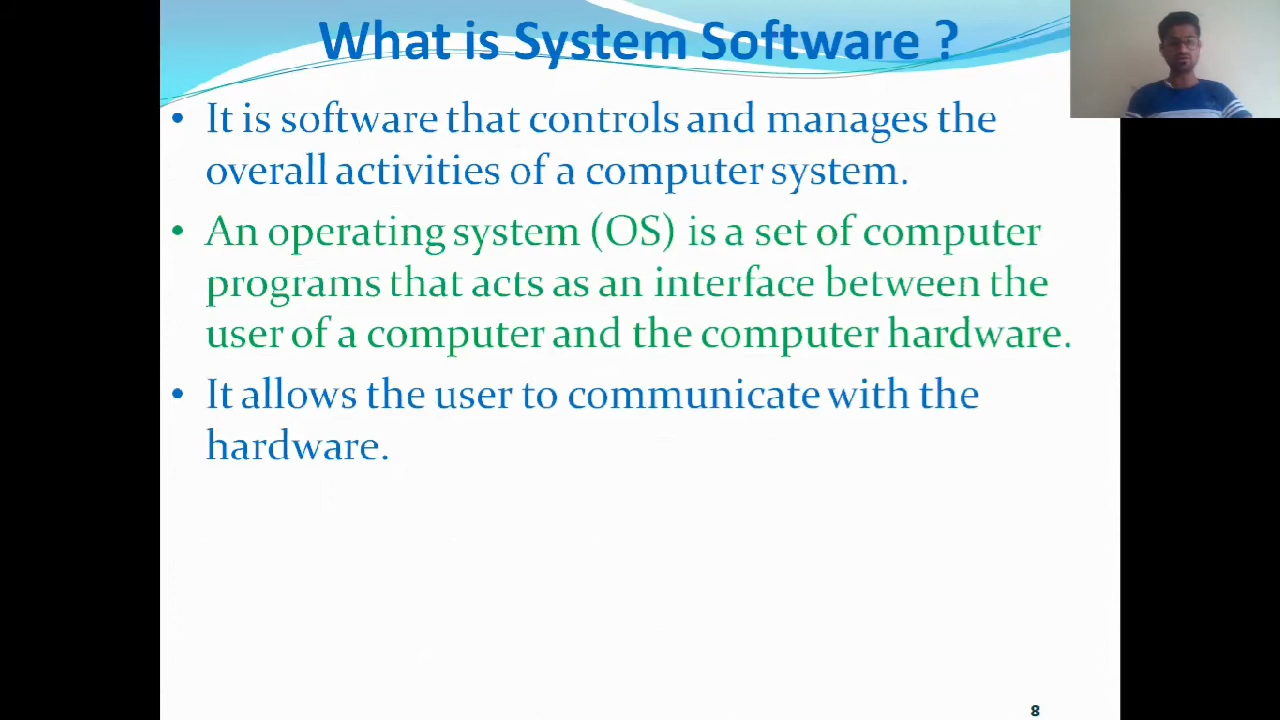 What is System Software ?
• It is software that controls and manages the
overall activities of a computer system.
• An operating system (OS) is a set of computer
programs that acts as an interface between the
user of a computer and the computer hardware.
• It allows the user to communicate with the
hardware.
8